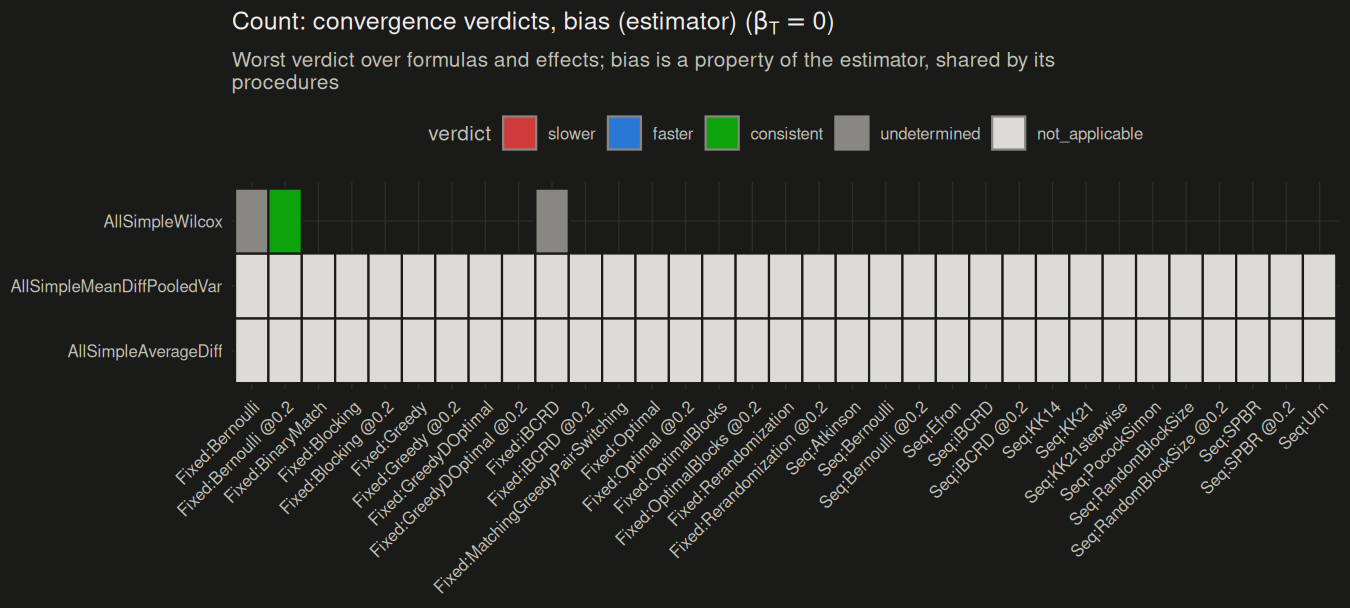 Count: convergence verdicts, bias (estimator) (βT = 0)
Worst verdict over formulas and effects; bias is a property of the estimator, shared by its
procedures
verdict slower faster consistent undetermined not_applicable
AllSimpleWilcox
AllSimpleMeanDiffPooledVar
AllSimpleAverageDiff
Fixed:Bernoulli
Fixed:Bernoulli @0.2
Fixed:BinaryMatch
Fixed:Blocking
Fixed:Blocking @0.2
Fixed:Greedy
Fixed:Greedy @0.2
Fixed:GreedyDOptimal
Fixed:GreedyDOptimal @0.2
Fixed:iBCRD
Fixed:iBCRD @0.2
Fixed:MatchingGreedyPairSwitching
Fixed:Optimal
Fixed:Optimal @0.2
Fixed:OptimalBlocks
Fixed:OptimalBlocks @0.2
Fixed:Rerandomization
Fixed:Rerandomization @0.2
Seq:Atkinson
Seq:Bernoulli
Seq:Bernoulli @0.2
Seq:Efron
Seq:iBCRD
Seq:iBCRD @0.2
Seq:KK14
Seq:KK21
Seq:KK21stepwise
Seq:PocockSimon
Seq:RandomBlockSize
Seq:RandomBlockSize @0.2
Seq:SPBR
Seq:SPBR @0.2
Seq:Urn